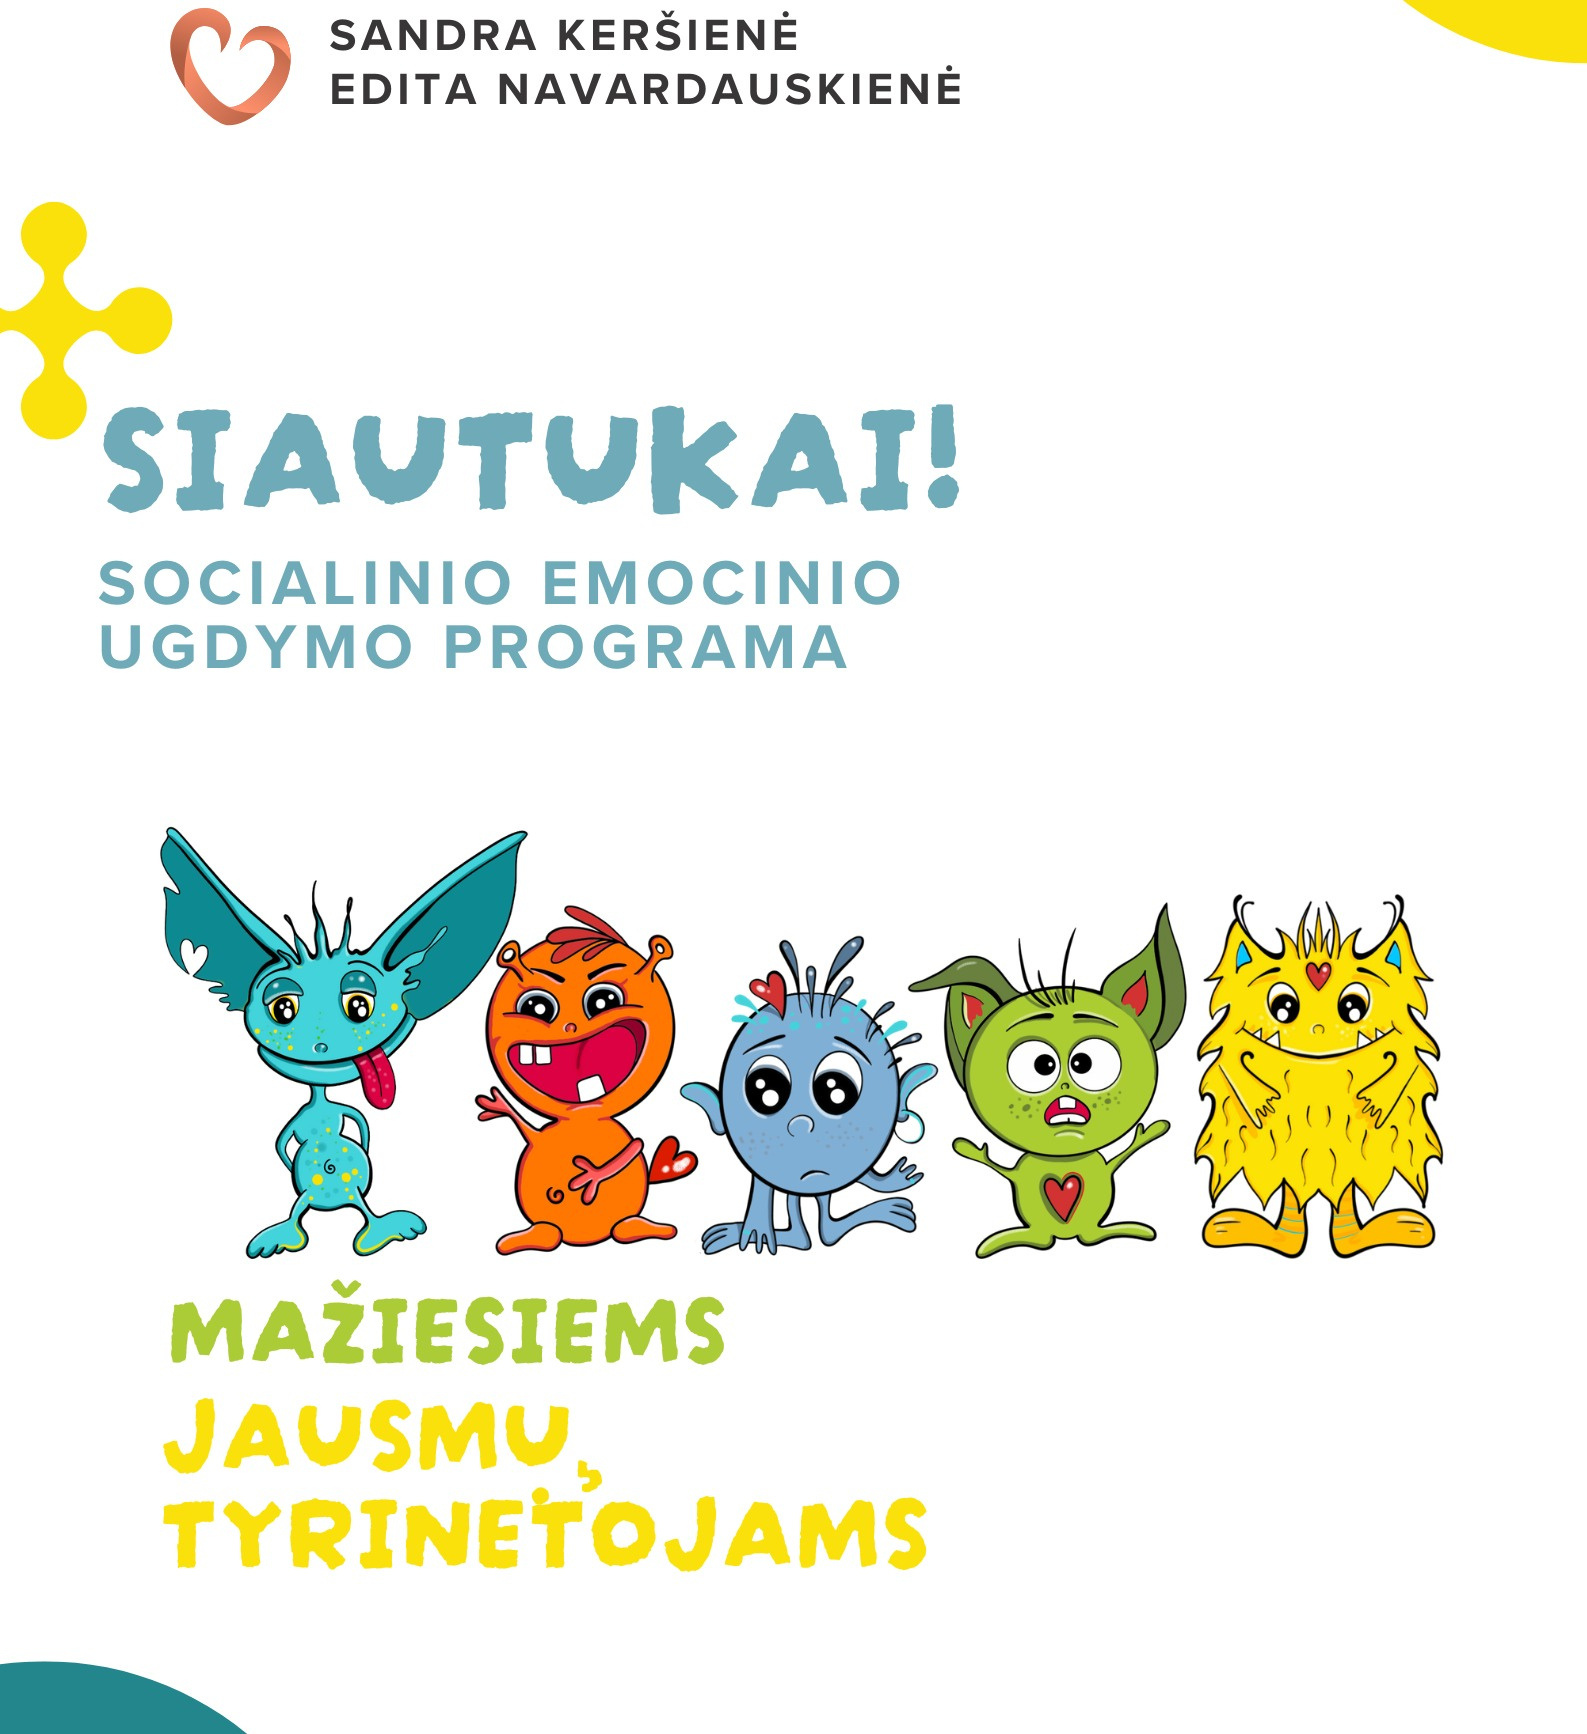 SANDRA KERŠIENĖ
EDITA NAVARDAUSKIENĖ
SIAUTUKAI!
SOCIALINIO EMOCINIO
UGDYMO PROGRAMA
MAŽIESIEMS
JAUSMŲ
TYRINĖTOJAMS